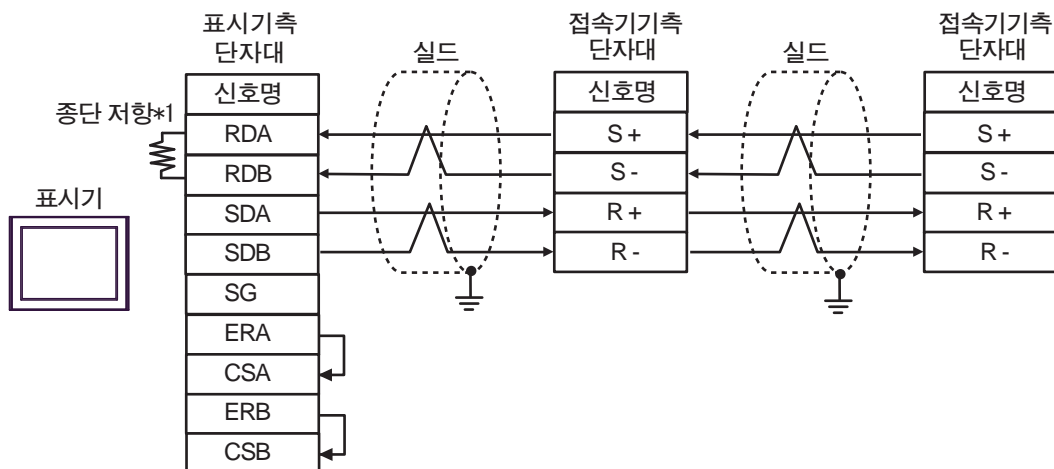 표시기측
단자대
실드
접속기기측
단자대
실드
접속기기측
단자대
종단 저항*1
표시기
신호명
RDA
RDB
SDA
SDB
SG
ERA
CSA
ERB
CSB
신호명
S +
S -
R +
R -
신호명
S +
S -
R +
R -